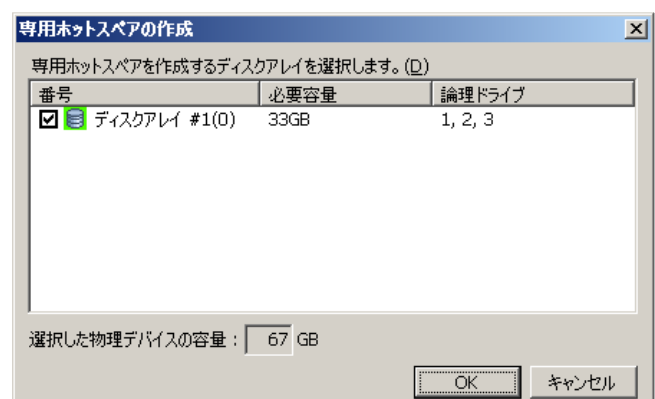 専用ホットスペアの作成
専用ホットスペアを作成するディスクアレイを選択します。(D)
番号 必要容量 論理ドライブ
ディスクアレイ #1(0) 33GB 1, 2, 3
選択した物理デバイスの容量： 67 GB
OK キャンセル